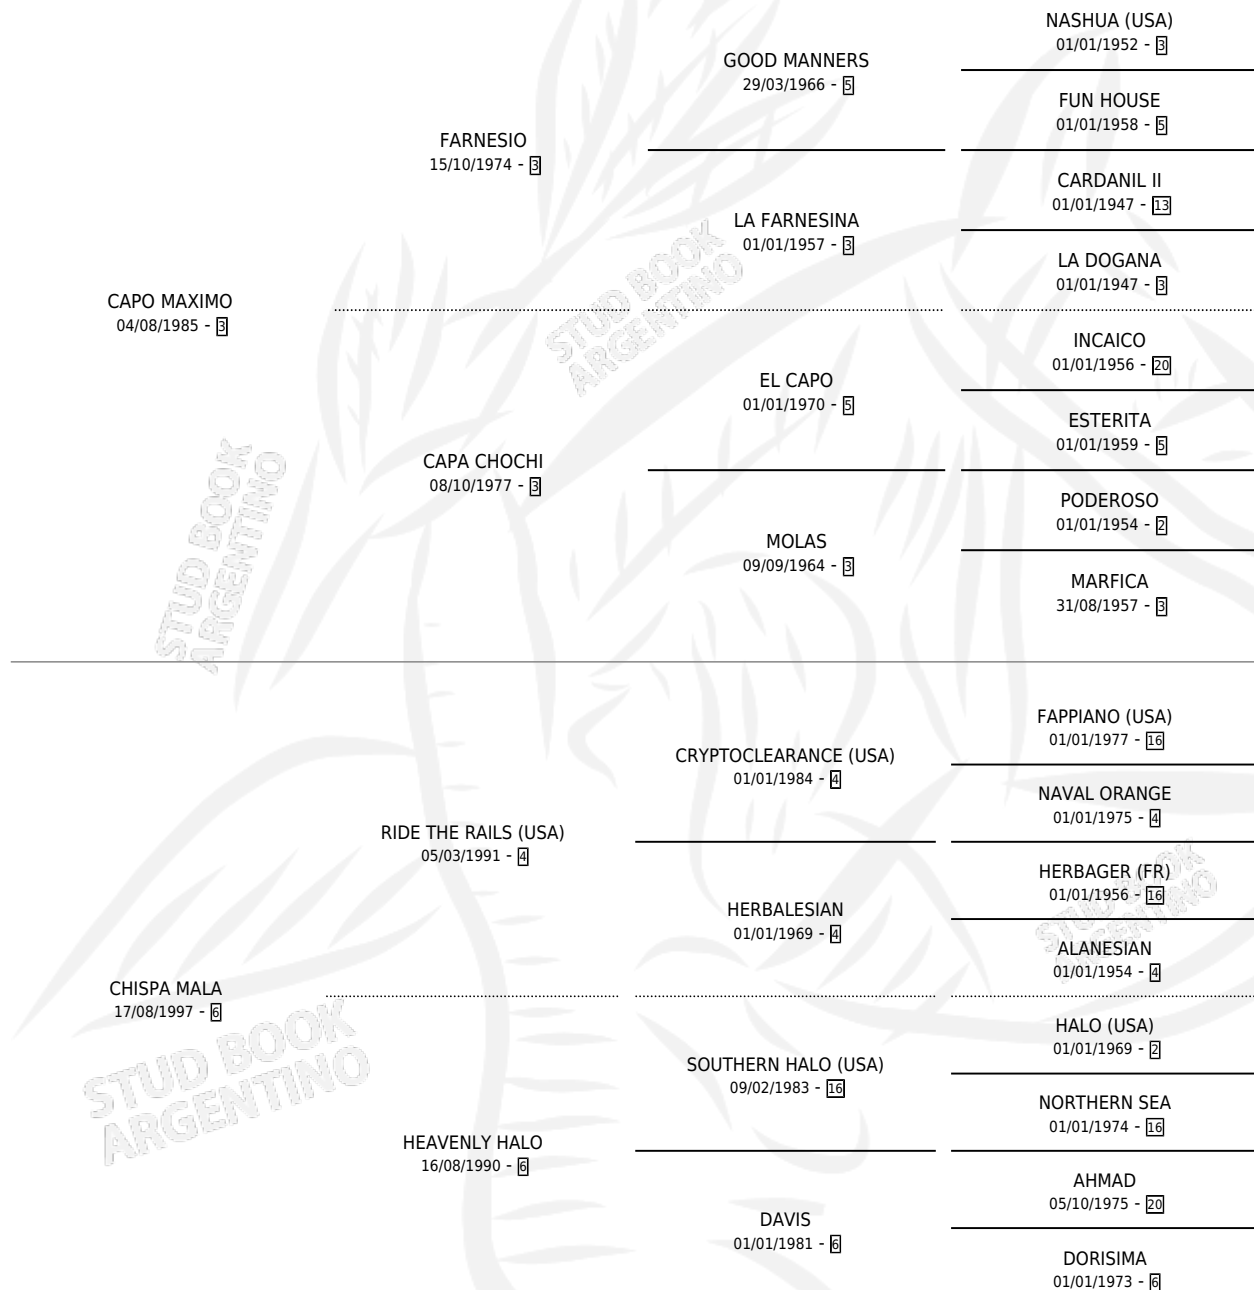 NASHUA (USA)
01/01/1952 - 3
GOOD MANNERS
29/03/1966 - 5
FUN HOUSE
01/01/1958 - 5
FARNESIO
15/10/1974 - 3
CARDANIL II
01/01/1947 - 13
LA FARNESINA
01/01/1957 - 3
LA DOGANA
01/01/1947 - 3
CAPO MAXIMO
04/08/1985 - 3
STUD BOOK
ARGENTINO
INCAICO
01/01/1956 - 20
EL CAPO
01/01/1970 - 5
ESTERITA
01/01/1959 - 5
CAPA CHOCHI
08/10/1977 - 3
PODEROSO
01/01/1954 - 2
MOLAS
09/09/1964 - 3
MARFICA
31/08/1957 - 3
STUD BOOK
ARGENTINO
FAPPIANO (USA)
01/01/1977 - 16
CRYPTOCLEARANCE (USA)
01/01/1984 - 4
NAVAL ORANGE
01/01/1975 - 4
RIDE THE RAILS (USA)
05/03/1991 - 4
HERBAGER (FR)
01/01/1956 - 16
HERBALESIAN
01/01/1969 - 4
STUD BOOK
ARGENTINO
ALANESIAN
01/01/1954 - 4
CHISPA MALA
17/08/1997 - 6
STUD BOOK
ARGENTINO
HALO (USA)
01/01/1969 - 2
SOUTHERN HALO (USA)
09/02/1983 - 16
NORTHERN SEA
01/01/1974 - 16
HEAVENLY HALO
16/08/1990 - 6
AHMAD
05/10/1975 - 20
DAVIS
01/01/1981 - 6
DORISIMA
01/01/1973 - 6